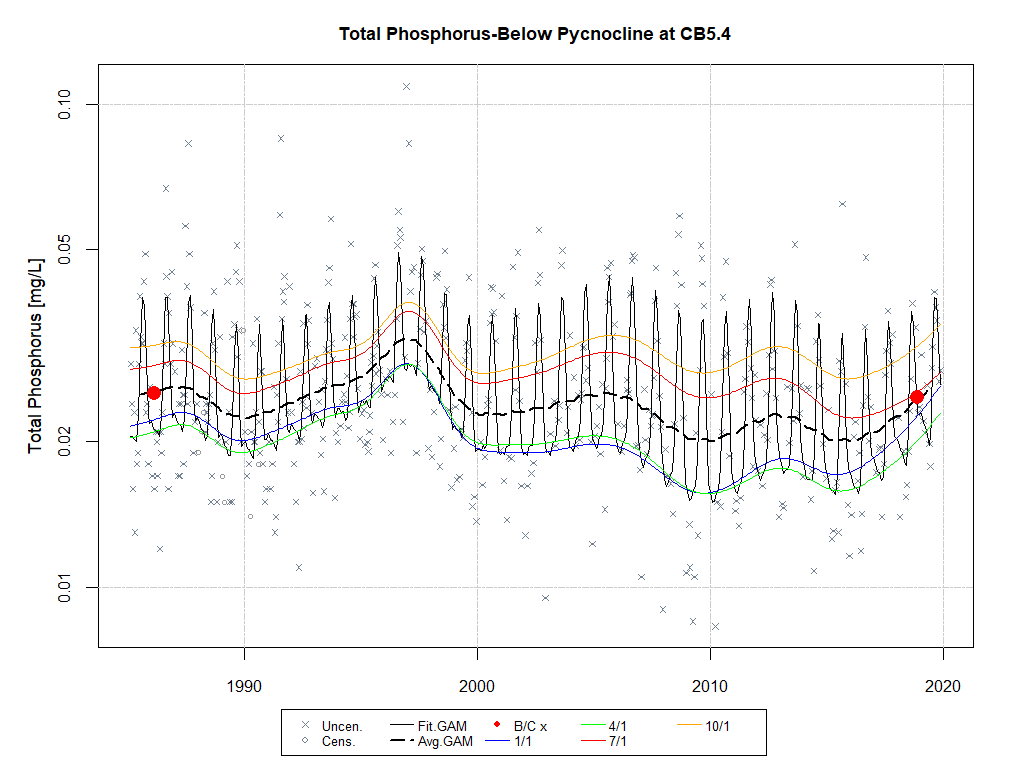 Total Phosphorus-Below Pycnocline at CB5.4
Total Phosphorus [mg/L]
0.10
0.05
0.02
0.01
1990 2000 2010 2020
Uncen. Fit.GAM B/C x 4/1 10/1
Cens. Avg.GAM 1/1 7/1